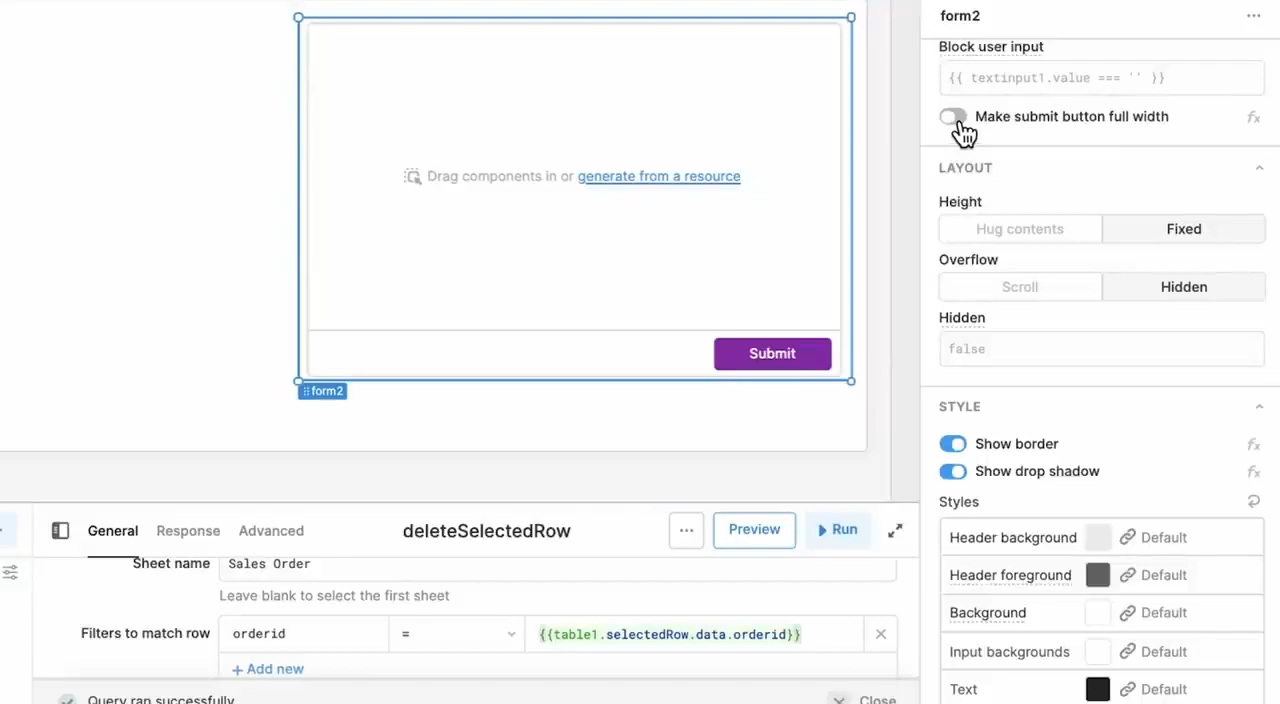 form2
Block user input
{{ textinput1.value === '' }}
Make submit button full width
fx
LAYOUT
Height
Hug contents
Fixed
Overflow
Scroll
Hidden
Hidden
false
STYLE
Show border
fx
Show drop shadow
fx
Styles
Header background
Default
Header foreground
Default
Background
Default
Input backgrounds
Default
Text
Default
Drag components in or generate from a resource
Submit
form2
General
Response
Advanced
deleteSelectedRow
...
Preview
Run
Sheet name
Sales Order
Leave blank to select the first sheet
Filters to match row
orderid
=
{{table1.selectedRow.data.orderid}}
+ Add new
Query ran successfully
Close